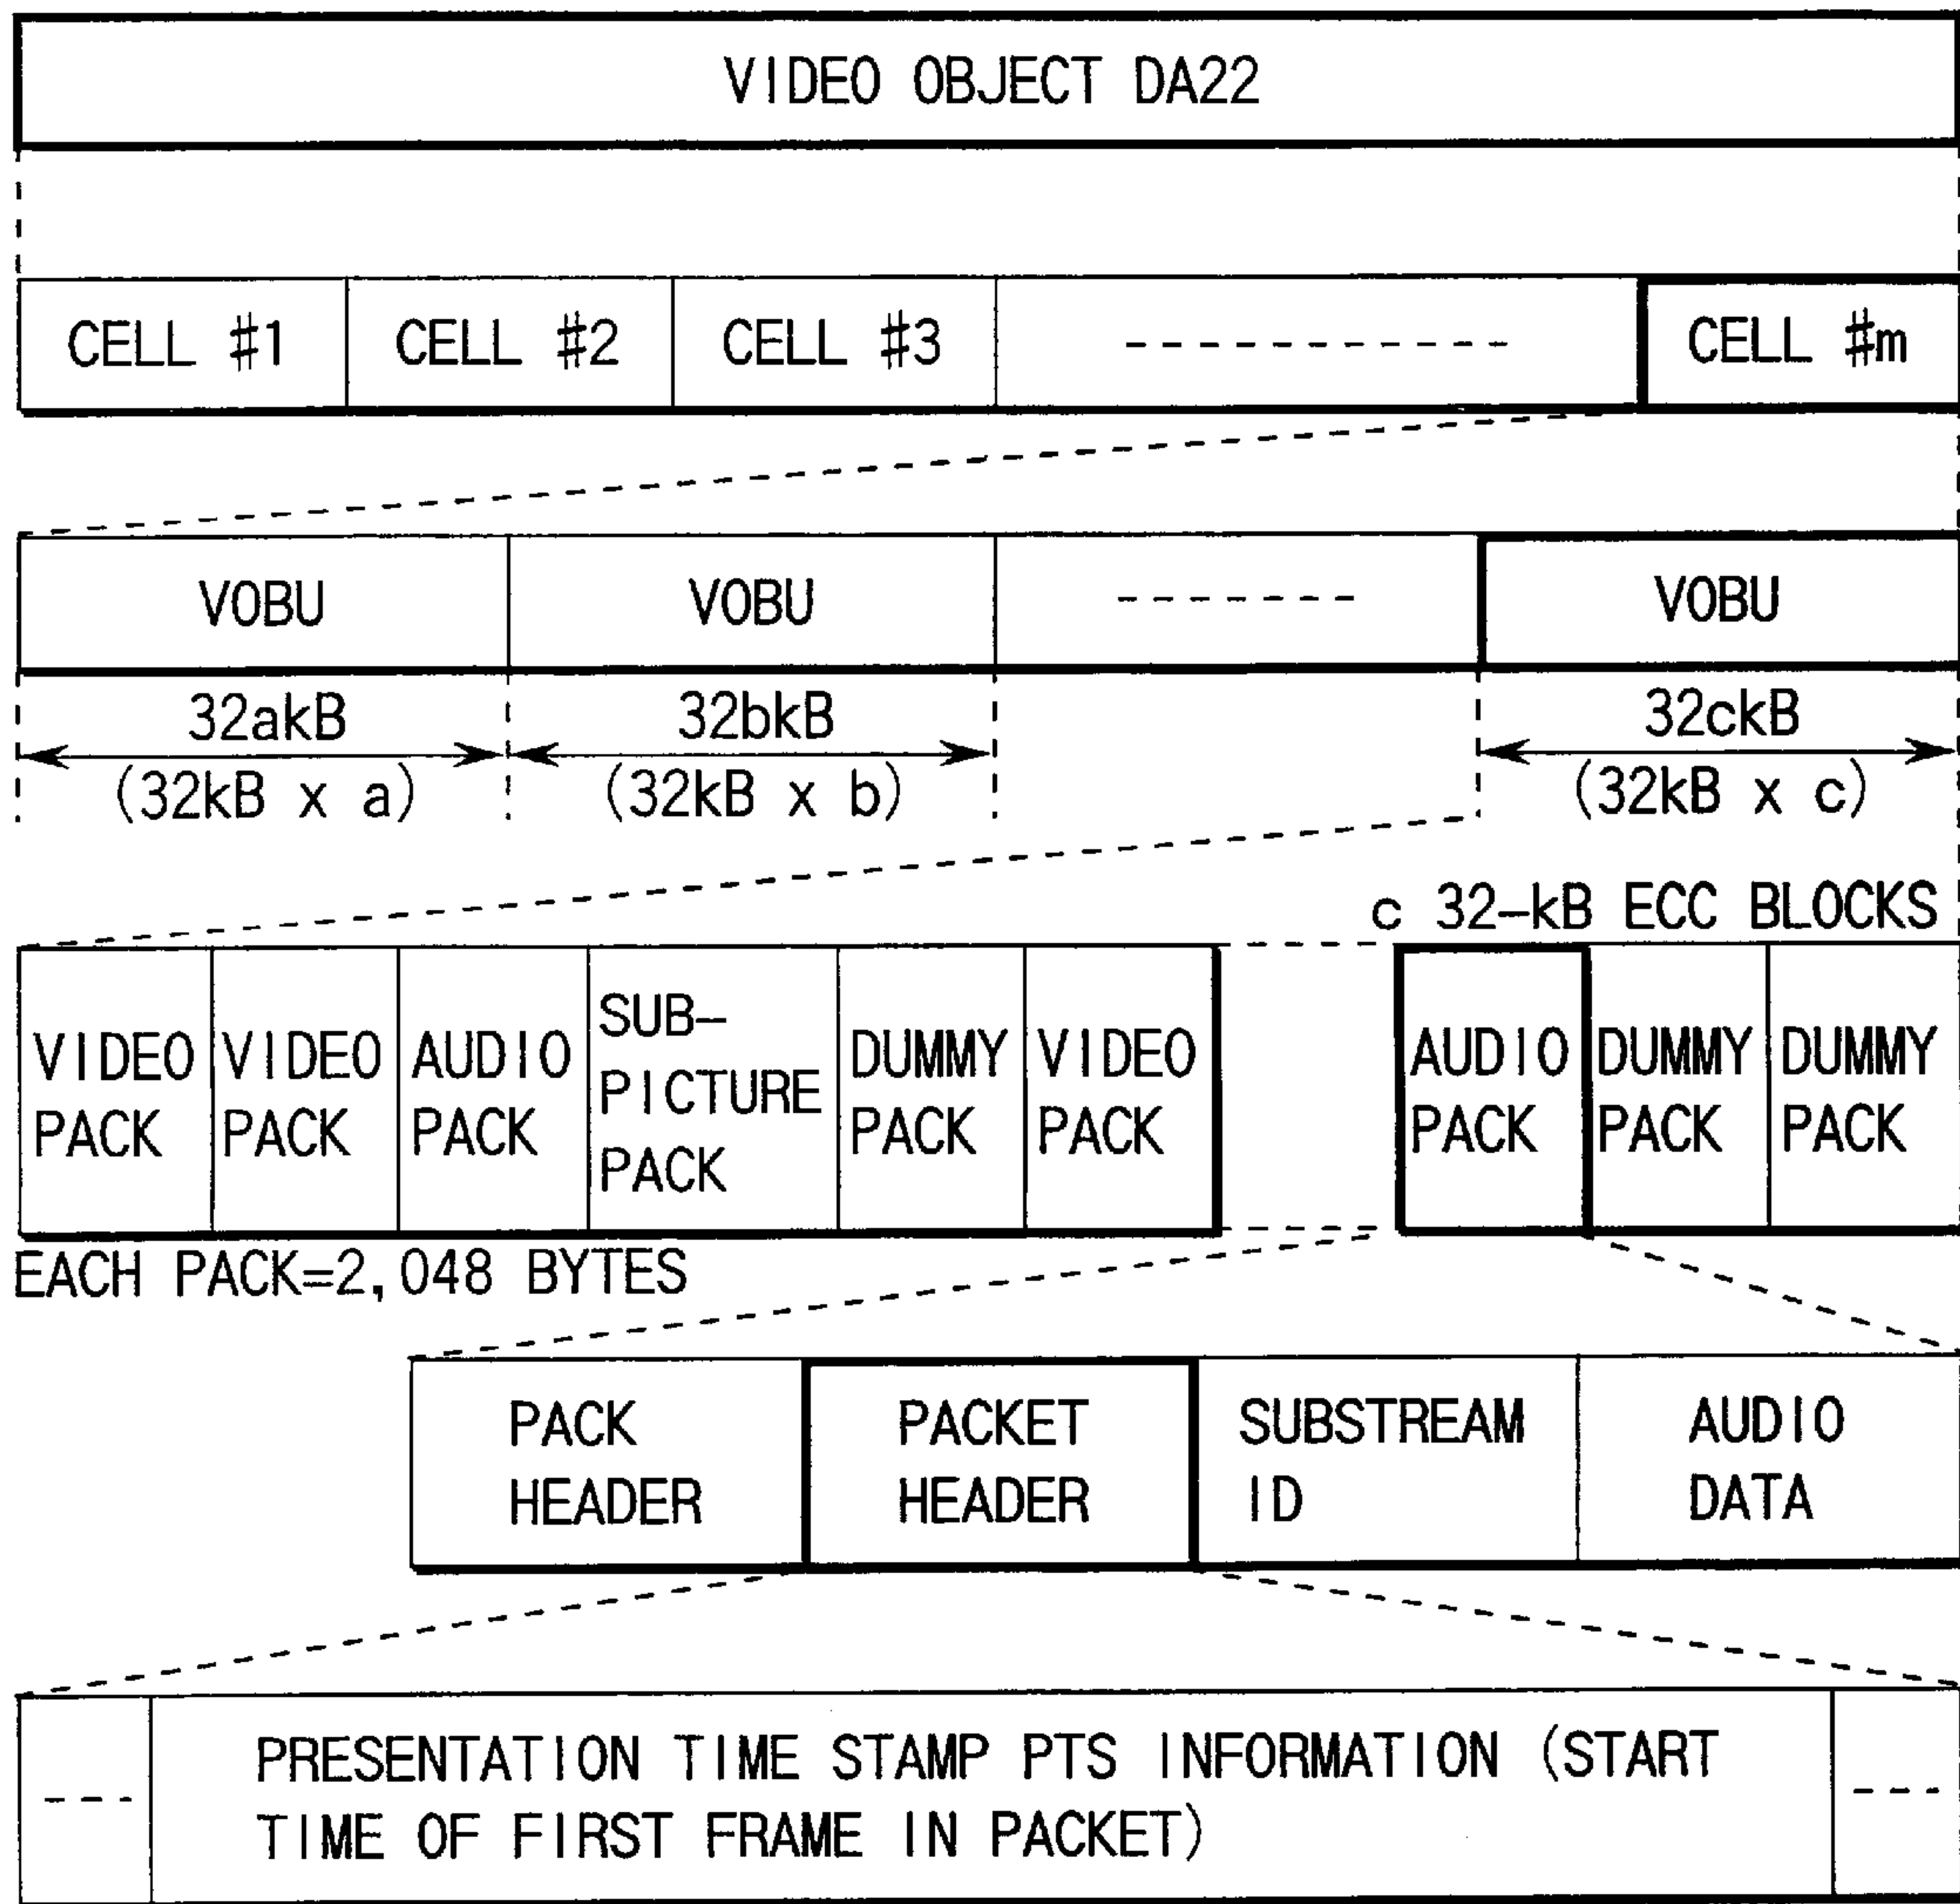 VIDEO OBJECT DA22
CELL #1 CELL #2 CELL #3 ------------ CELL #m
VOBU VOBU ------- VOBU
32akB 32bkB 32ckB
(32kB x a) (32kB x b) (32kB x c)
c 32-kB ECC BLOCKS
VIDEO PACK
VIDEO PACK
AUDIO PACK
SUB-
PICTURE
PACK
DUMMY PACK
VIDEO PACK
AUDIO PACK
DUMMY PACK
DUMMY PACK
EACH PACK=2,048 BYTES
PACK
HEADER
PACKET
HEADER
SUBSTREAM
ID
AUDIO
DATA
--- PRESENTATION TIME STAMP PTS INFORMATION (START ---
TIME OF FIRST FRAME IN PACKET)